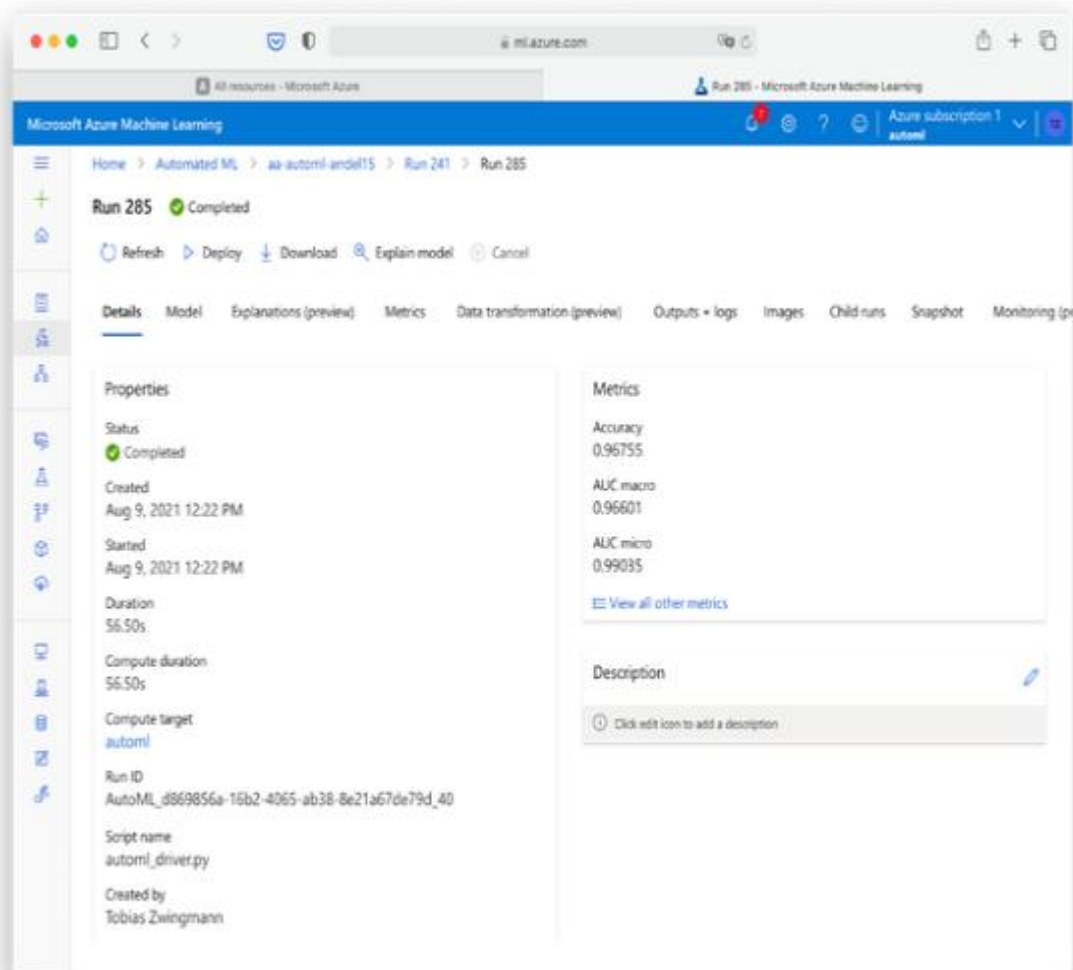 ml.azure.com
All resources - Microsoft Azure
Run 285 - Microsoft Azure Machine Learning
Microsoft Azure Machine Learning
Azure subscription 1
automl
Home > Automated ML > aa-automl-andel15 > Run 241 > Run 285
Run 285 Completed
Refresh Deploy Download Explain model Cancel
Details Model Explanations (preview) Metrics Data transformation (preview) Outputs + logs Images Child runs Snapshot Monitoring (pr
Properties
Status
Completed
Created
Aug 9, 2021 12:22 PM
Started
Aug 9, 2021 12:22 PM
Duration
56.50s
Compute duration
56.50s
Compute target
automl
Run ID
AutoML_d869856a-16b2-4065-ab38-8e21a67de79d_40
Script name
automl_driver.py
Created by
Tobias Zwingmann
Metrics
Accuracy
0.96755
AUC macro
0.96601
AUC micro
0.99035
View all other metrics
Description
Click edit icon to add a description